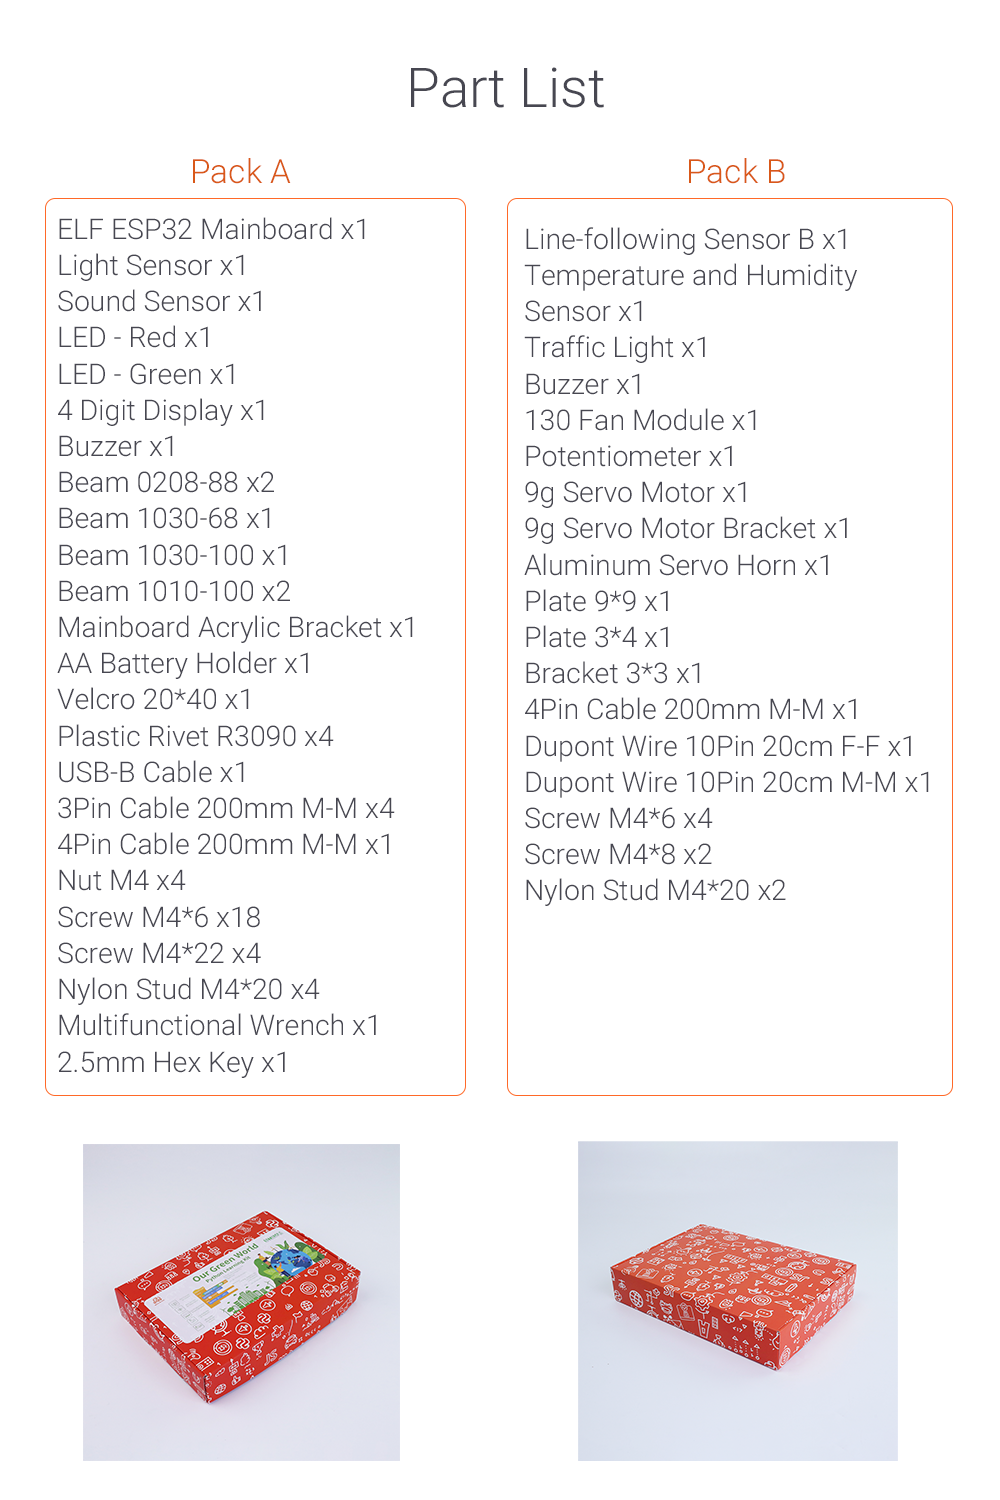 Part List
Pack A
ELF ESP32 Mainboard x1
Light Sensor x1
Sound Sensor x1
LED - Red x1
LED - Green x1
4 Digit Display x1
Buzzer x1
Beam 0208-88 x2
Beam 1030-68 x1
Beam 1030-100 x1
Beam 1010-100 x2
Mainboard Acrylic Bracket x1
AA Battery Holder x1
Velcro 20*40 x1
Plastic Rivet R3090 x4
USB-B Cable x1
3Pin Cable 200mm M-M x4
4Pin Cable 200mm M-M x1
Nut M4 x4
Screw M4*6 x18
Screw M4*22 x4
Nylon Stud M4*20 x4
Multifunctional Wrench x1
2.5mm Hex Key x1
Pack B
Line-following Sensor B x1
Temperature and Humidity
Sensor x1
Traffic Light x1
Buzzer x1
130 Fan Module x1
Potentiometer x1
9g Servo Motor x1
9g Servo Motor Bracket x1
Aluminum Servo Horn x1
Plate 9*9 x1
Plate 3*4 x1
Bracket 3*3 x1
4Pin Cable 200mm M-M x1
Dupont Wire 10Pin 20cm F-F x1
Dupont Wire 10Pin 20cm M-M x1
Screw M4*6 x4
Screw M4*8 x2
Nylon Stud M4*20 x2
Our Green World
Python Learning Kit